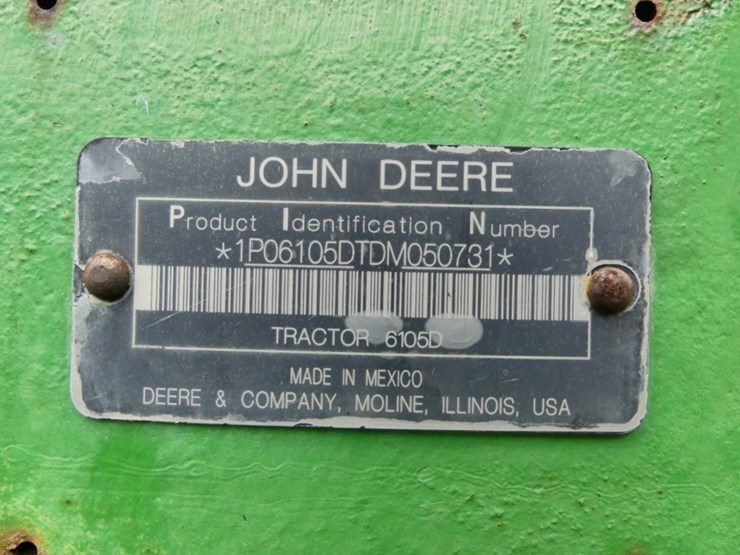 JOHN DEERE
Product Identification Number
*1P06105DTDM050731*
TRACTOR 6105D
MADE IN MEXICO
DEERE & COMPANY, MOLINE, ILLINOIS, USA